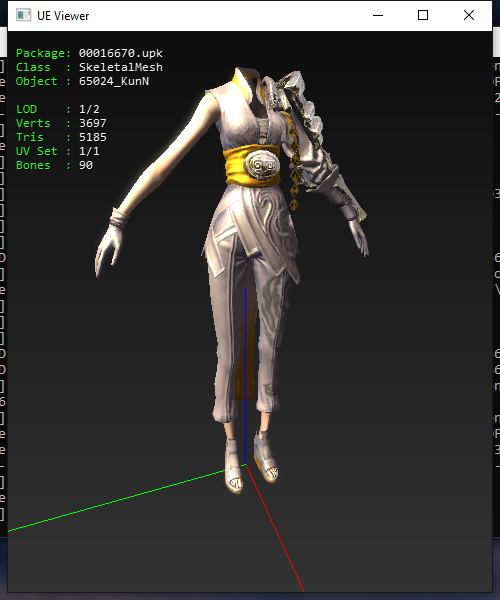 UE Viewer
Package: 00016670.upk
Class : SkeletalMesh
Object : 65024_KunN
LOD : 1/2
Verts : 3697
Tris : 5185
UV Set : 1/1
Bones : 90